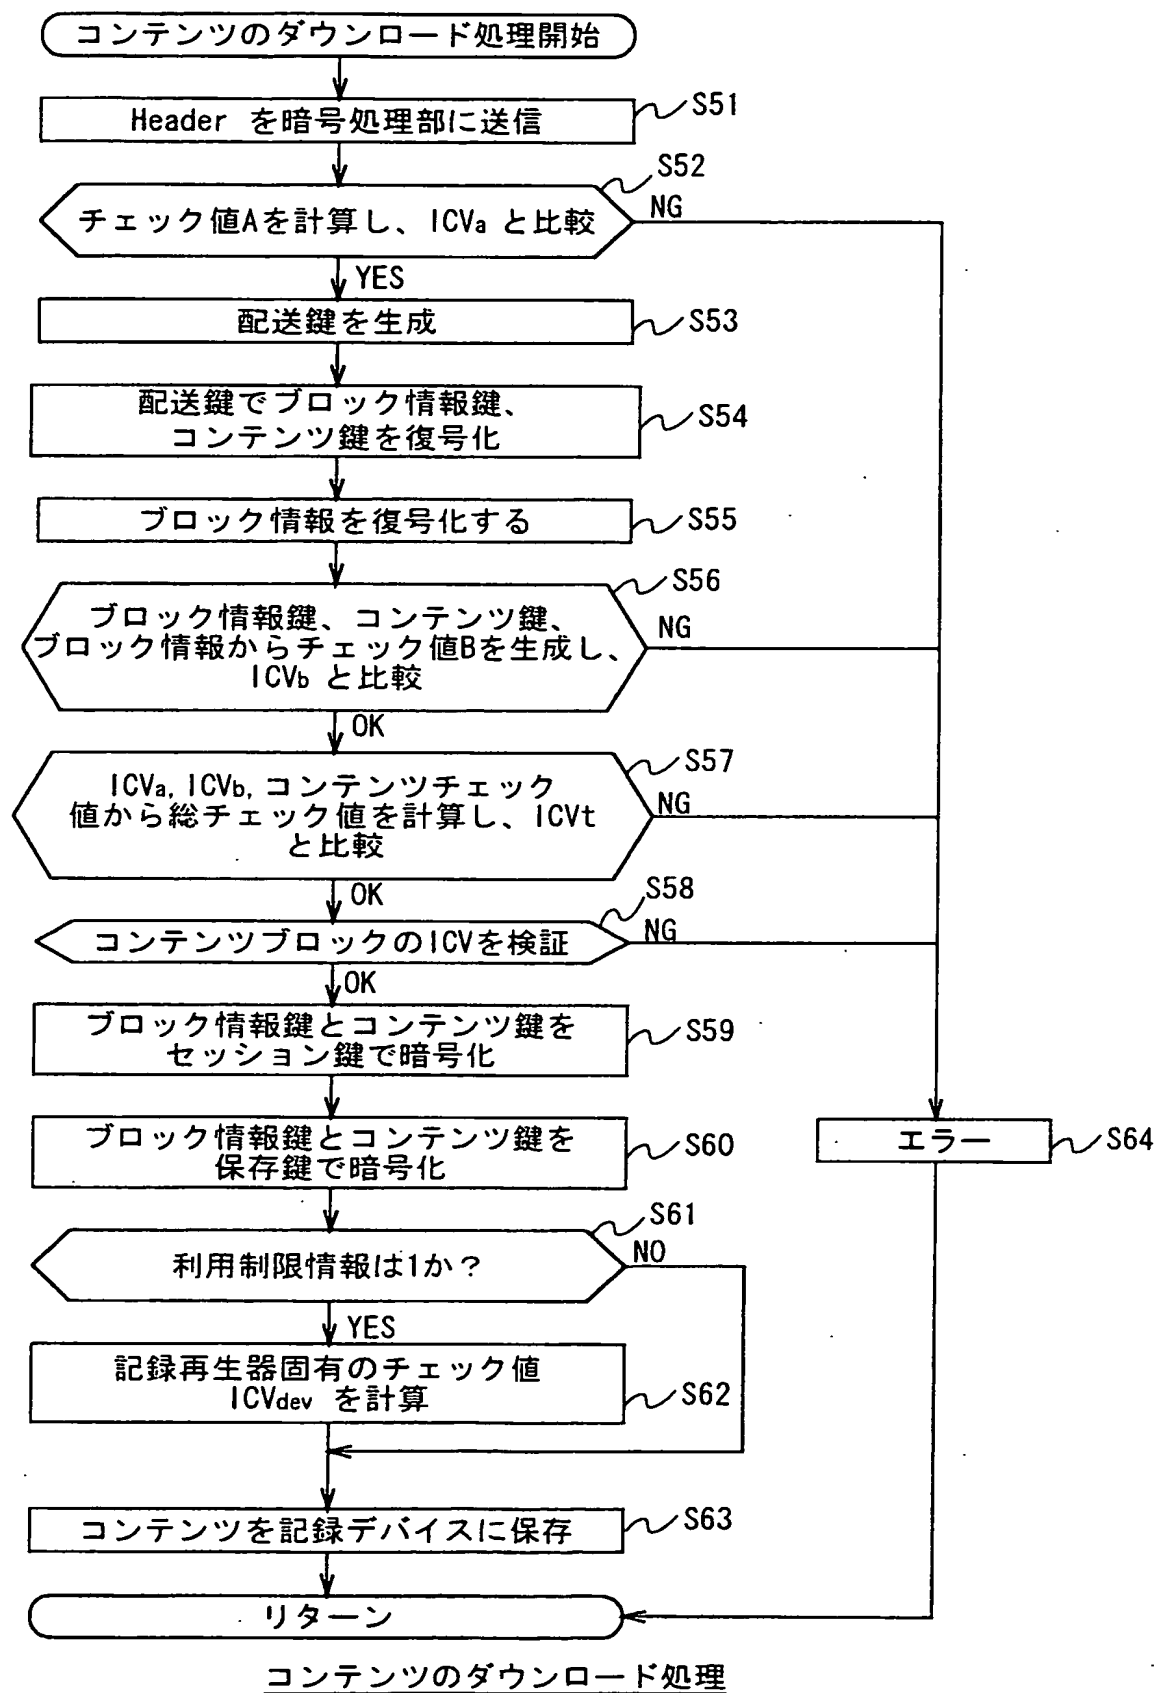 コンテンツのダウンロード処理開始
S51
Header を暗号処理部に送信
S52
チェック値Aを計算し、ICVa と比較
NG
YES
配送鍵を生成
S53
配送鍵でブロック情報鍵、
コンテンツ鍵を復号化
S54
ブロック情報を復号化する
S55
S56
ブロック情報鍵、コンテンツ鍵、
ブロック情報からチェック値Bを生成し、
ICVb と比較
NG
OK
S57
ICVa, ICVb, コンテンツチェック
値から総チェック値を計算し、ICVt
と比較
NG
OK
S58
コンテンツブロックのICVを検証
NG
OK
ブロック情報鍵とコンテンツ鍵を
セッション鍵で暗号化
S59
ブロック情報鍵とコンテンツ鍵を
保存鍵で暗号化
S60
エラー
S64
S61
利用制限情報は1か?
NO
YES
記録再生器固有のチェック値
ICVdev を計算
S62
コンテンツを記録デバイスに保存
S63
リターン
コンテンツのダウンロード処理